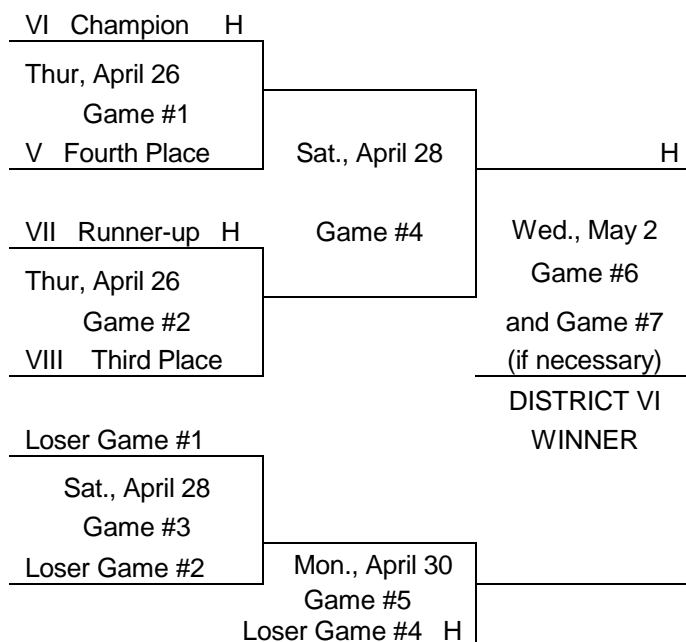 VI Champion H
Thur, April 26
Game #1
V Fourth Place
Sat., April 28
H
VII Runner-up H
Game #4
Wed., May 2
Thur, April 26
Game #6
Game #2
and Game #7
VIII Third Place
(if necessary)
DISTRICT VI
WINNER
Loser Game #1
Sat., April 28
Game #3
Loser Game #2
Mon., April 30
Game #5
Loser Game #4 H